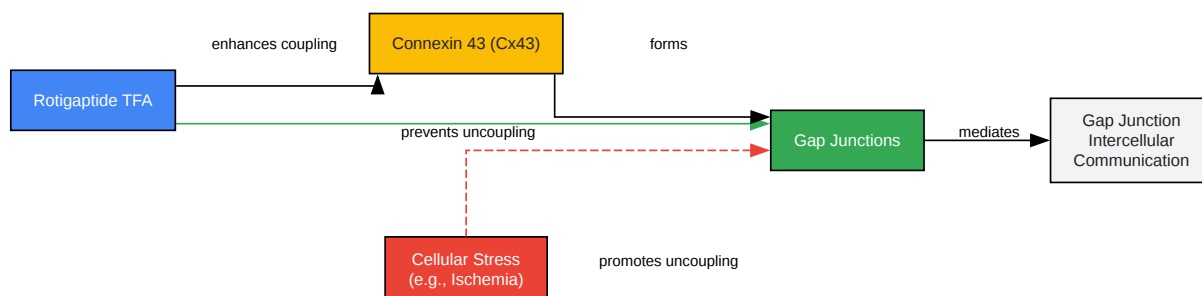 enhances coupling
Connexin 43 (Cx43)
forms
Rotigaptide TFA
prevents uncoupling
Gap Junctions
mediates
Gap Junction
Intercellular
Communication
Cellular Stress
(e.g., Ischemia)
promotes uncoupling